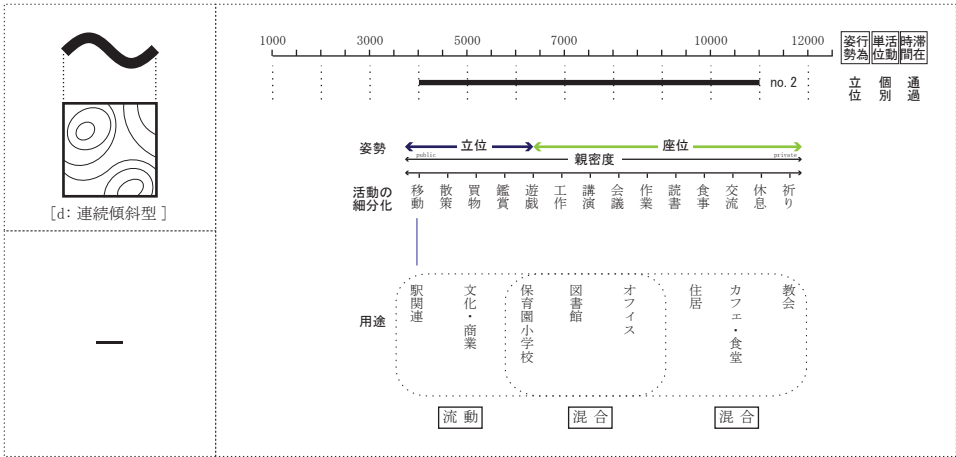 [d: 連続傾斜型 ]
1000 3000 5000 7000 10000 12000
行為姿勢 活動単位 滞在時間
no. 2 立位 個別 通過
姿勢 立位 座位
public 親密度 private
活動の細分化
移動 散策 買物 鑑賞 遊戯 工作 講演 会議 作業 読書 食事 交流 休息 祈り
用途
駅関連 文化・商業 保育園小学校 図書館 オフィス 住居 カフェ・食堂 教会
流動 混合 混合